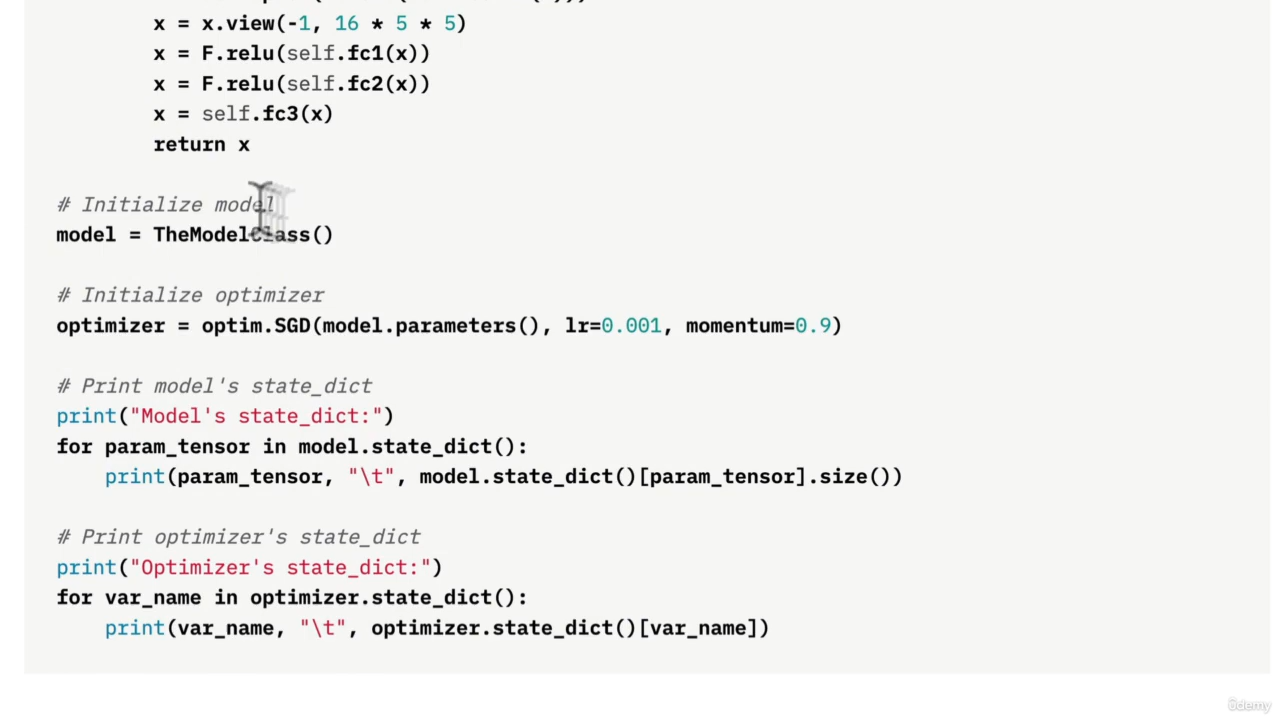 x = x.view(-1, 16 * 5 * 5)
x = F.relu(self.fc1(x))
x = F.relu(self.fc2(x))
x = self.fc3(x)
return x
# Initialize model
model = TheModelClass()
# Initialize optimizer
optimizer = optim.SGD(model.parameters(), lr=0.001, momentum=0.9)
# Print model's state_dict
print("Model's state_dict:")
for param_tensor in model.state_dict():
print(param_tensor, "\t", model.state_dict()[param_tensor].size())
# Print optimizer's state_dict
print("Optimizer's state_dict:")
for var_name in optimizer.state_dict():
print(var_name, "\t", optimizer.state_dict()[var_name])
ûdemy